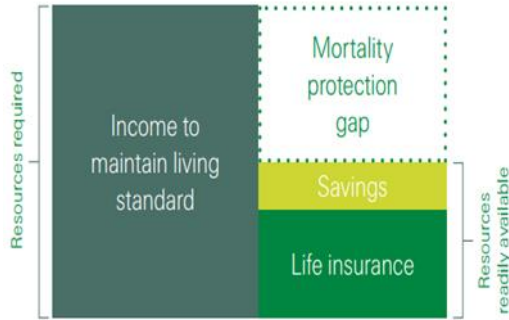 Resources required
Income to
maintain living
standard
Mortality
protection
gap
Savings
Life insurance
Resources
readily available